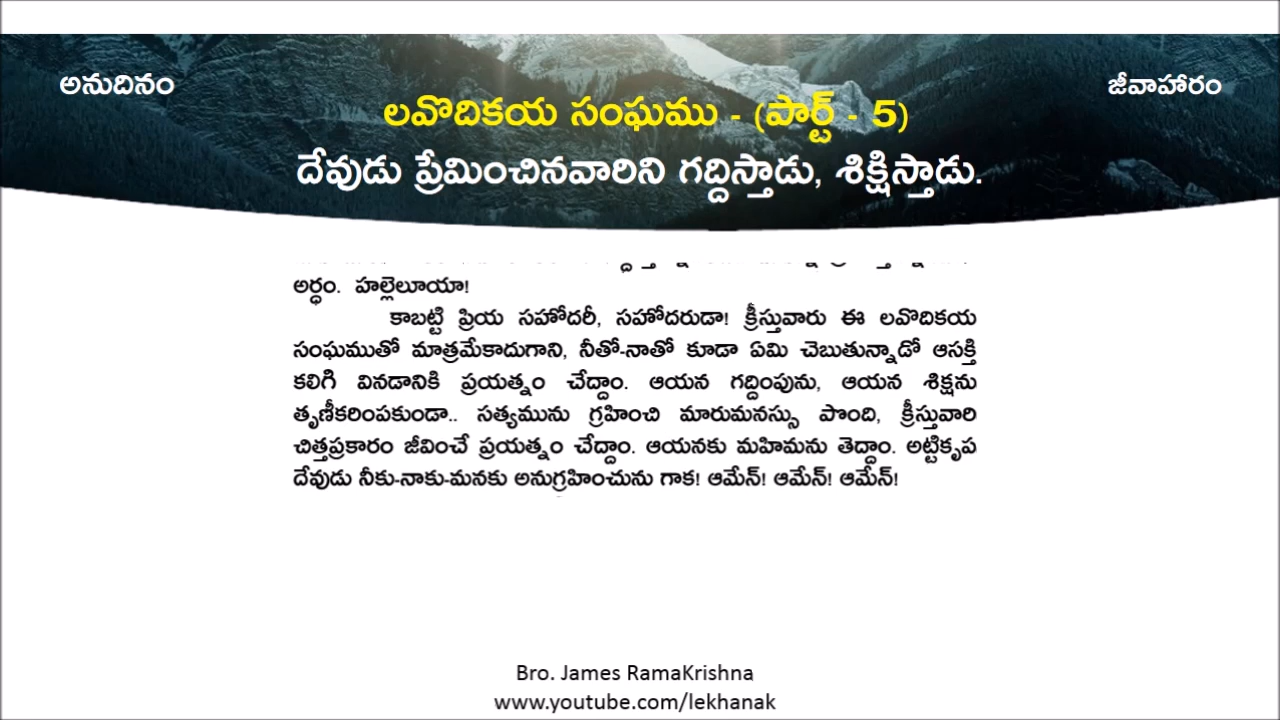 అనుదినం
జీవాహారం
లవొదికయ సంఘము - (పార్ట్ - 5)
దేవుడు ప్రేమించినవారిని గద్దిస్తాడు, శిక్షిస్తాడు.
అర్ధం. హల్లెలూయా!
కాబట్టి ప్రియ సహోదరీ, సహోదరుడా! క్రీస్తువారు ఈ లవొదికయ
సంఘముతో మాత్రమేకాదుగాని, నీతో-నాతో కూడా ఏమి చెబుతున్నాడో ఆసక్తి
కలిగి వినడానికి ప్రయత్నం చేద్దాం. ఆయన గద్దింపును, ఆయన శిక్షను
తృణీకరింపకుండా.. సత్యమును గ్రహించి మారుమనస్సు పొంది, క్రీస్తువారి
చిత్తప్రకారం జీవించే ప్రయత్నం చేద్దాం. ఆయనకు మహిమను తెద్దాం. అట్టికృప
దేవుడు నీకు-నాకు-మనకు అనుగ్రహించును గాక! ఆమేన్! ఆమేన్! ఆమేన్!
Bro. James RamaKrishna
www.youtube.com/lekhanak